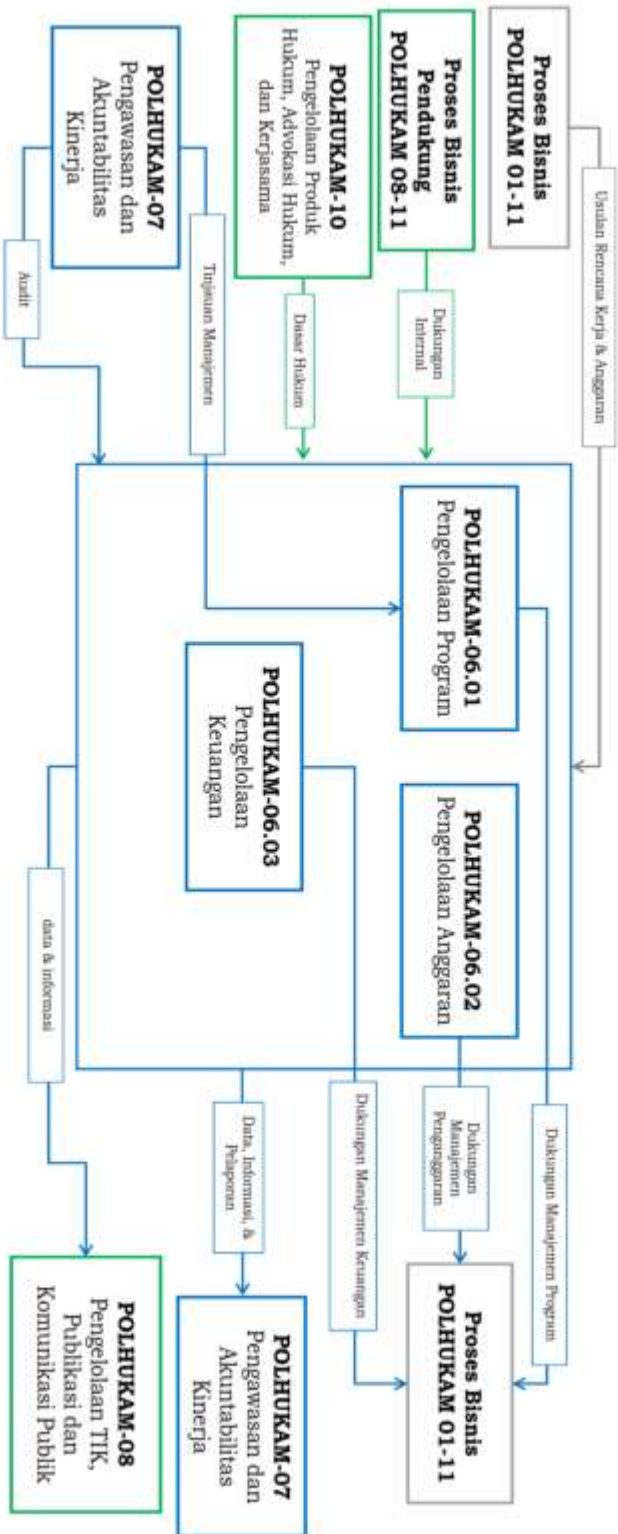 Proses Bisnis
POLHUKAM 01-11
Usulan Rencana Kerja & Anggaran
Proses Bisnis
Pendukung
POLHUKAM 08-11
Dukungan
Internal
POLHUKAM-10
Pengelolaan Produk
Hukum, Advokasi Hukum,
dan Kerjasama
Dasar Hukum
POLHUKAM-07
Pengawasan dan
Akuntabilitas
Kinerja
Tinjauan Manajemen
Audit
POLHUKAM-06.01
Pengelolaan Program
POLHUKAM-06.02
Pengelolaan Anggaran
POLHUKAM-06.03
Pengelolaan
Keuangan
Dukungan Manajemen Program
Dukungan
Manajemen
Penganggaran
Dukungan Manajemen Keuangan
Data, Informasi, &
Pelaporan
data & informasi
Proses Bisnis
POLHUKAM 01-11
POLHUKAM-07
Pengawasan dan
Akuntabilitas
Kinerja
POLHUKAM-08
Pengelolaan TIK,
Publikasi dan
Komunikasi Publik